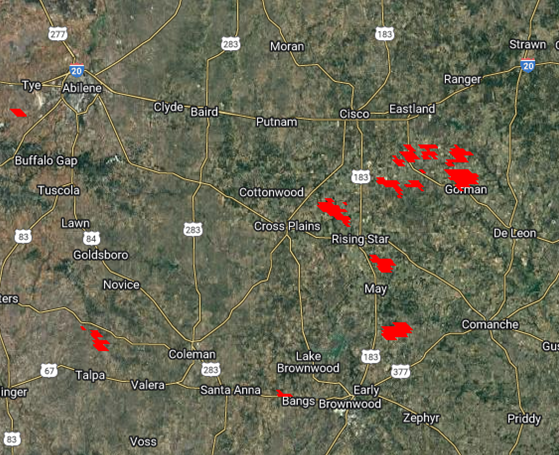 277
283
Moran
183
Strawn
20
20
Tye
Abilene
Ranger
Clyde
Baird
Putnam
Cisco
Eastland
Buffalo Gap
Tuscola
Cottonwood
183
Gorman
Lawn
83
84
283
Cross Plains
Rising Star
De Leon
Goldsboro
Novice
May
ters
Comanche
Coleman
Lake
Brownwood
183
377
Gus
67
Talpa
Valera
283
Santa Anna
Bangs
Early
Brownwood
inger
Zephyr
Priddy
83
Voss